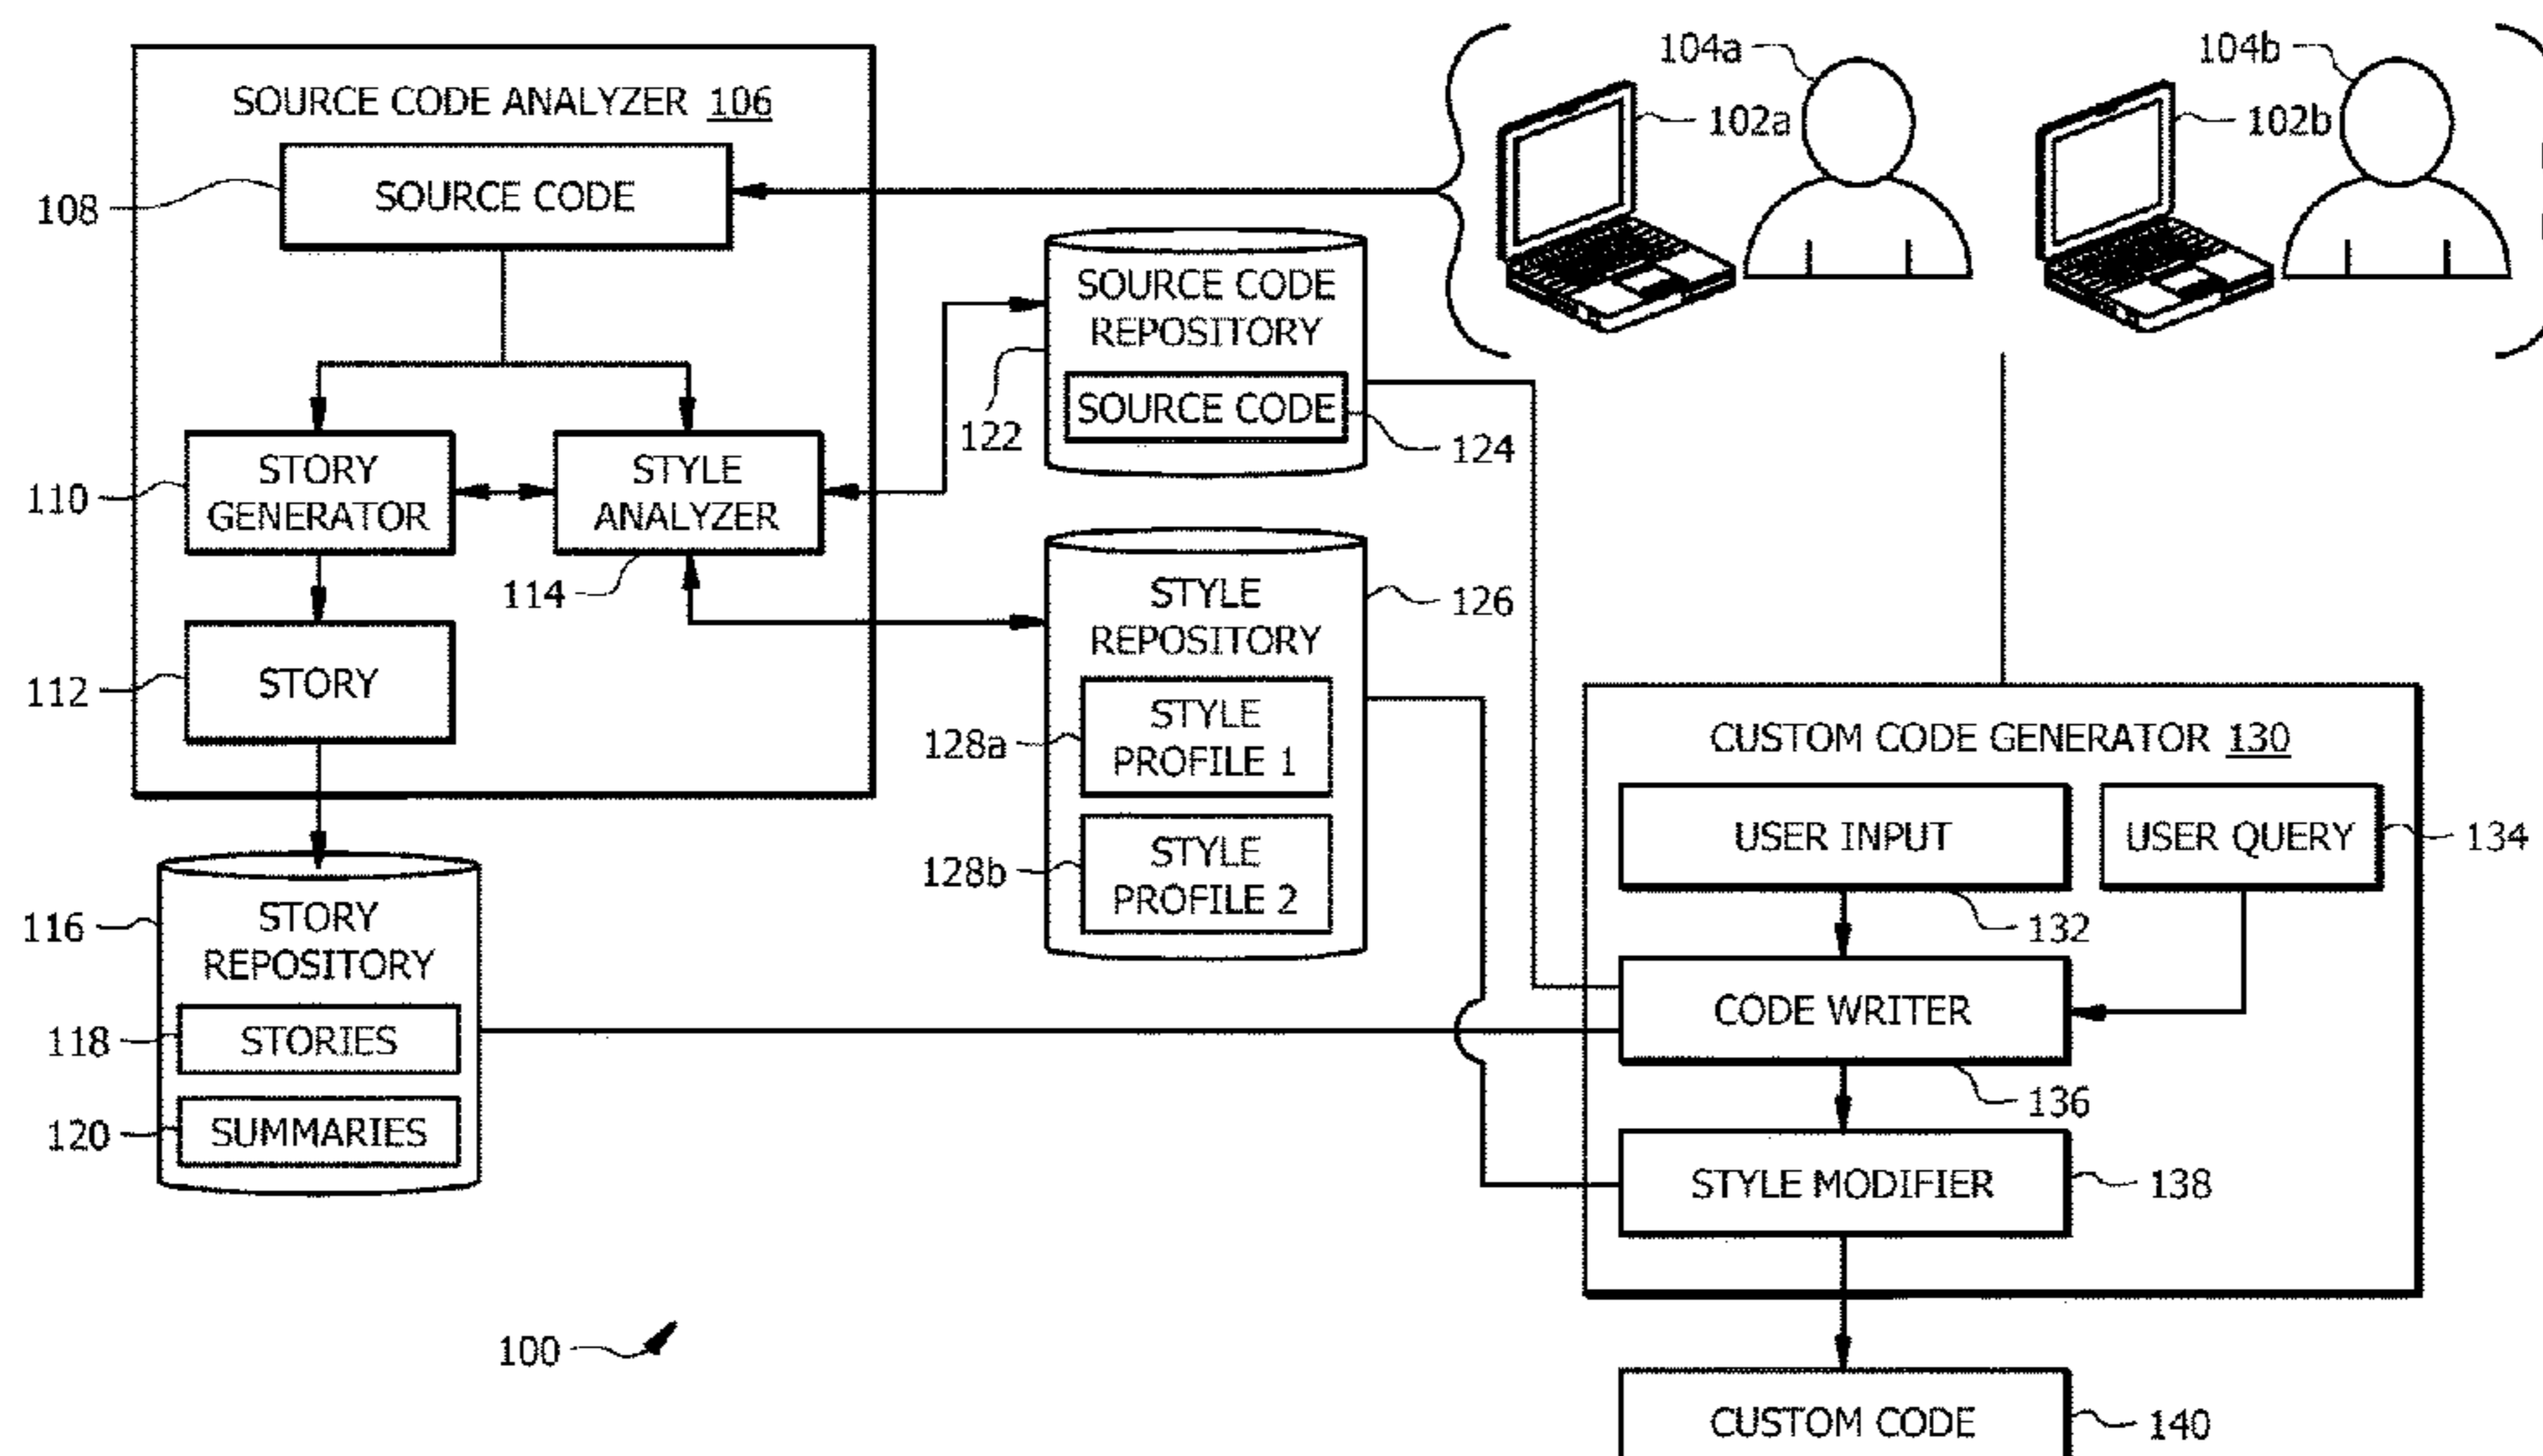 SOURCE CODE ANALYZER 106
SOURCE CODE
108
STORY
GENERATOR
110
STYLE
ANALYZER
114
STORY
112
STORY
REPOSITORY
116
STORIES
118
SUMMARIES
120
104a
102a
104b
102b
SOURCE CODE
REPOSITORY
122
SOURCE CODE
124
STYLE
REPOSITORY
126
STYLE
PROFILE 1
128a
STYLE
PROFILE 2
128b
CUSTOM CODE GENERATOR 130
USER INPUT
132
USER QUERY
134
CODE WRITER
136
STYLE MODIFIER
138
CUSTOM CODE
140
100